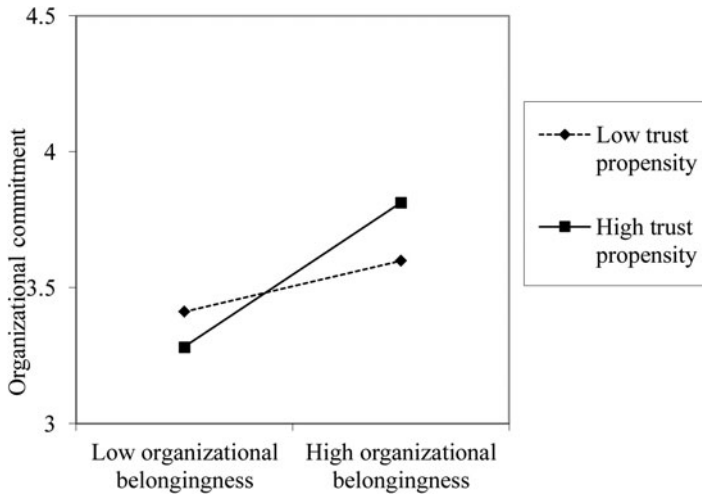 4.5
4
3.5
3
Organizational commitment
Low organizational
belongingness
High organizational
belongingness
Low trust
propensity
High trust
propensity